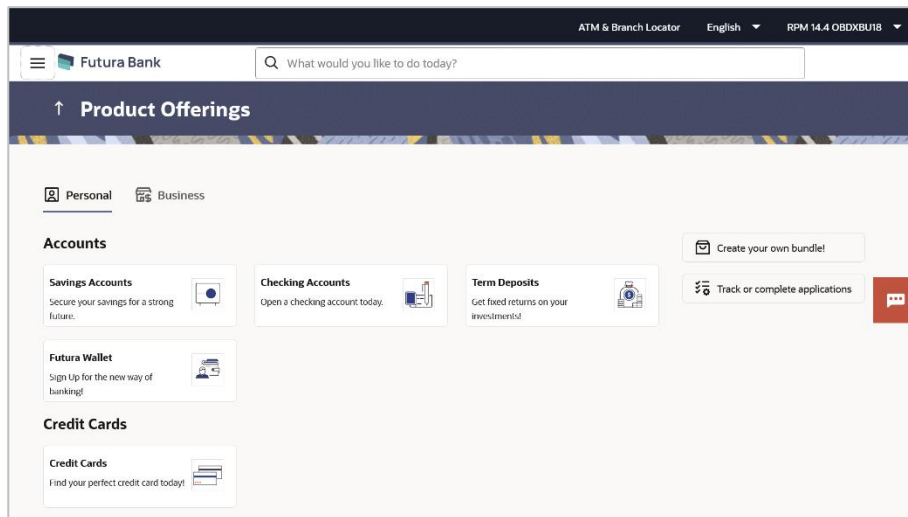 ATM & Branch Locator English RPM 14.4 OBDXBU18
Futura Bank What would you like to do today?
↑ Product Offerings
Personal Business
Accounts
Create your own bundle!
Savings Accounts
Secure your savings for a strong
future.
Checking Accounts
Open a checking account today.
Term Deposits
Get fixed returns on your
investments!
Track or complete applications
Futura Wallet
Sign Up for the new way of
banking!
Credit Cards
Credit Cards
Find your perfect credit card today!